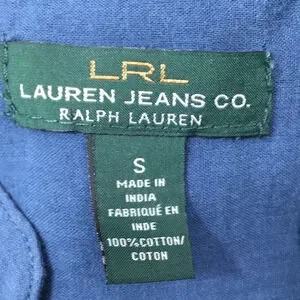 LRL
LAUREN JEANS CO.
RALPH LAUREN
S
MADE IN
INDIA
FABRIQUÉ EN
INDE
100%COTTON/
COTON